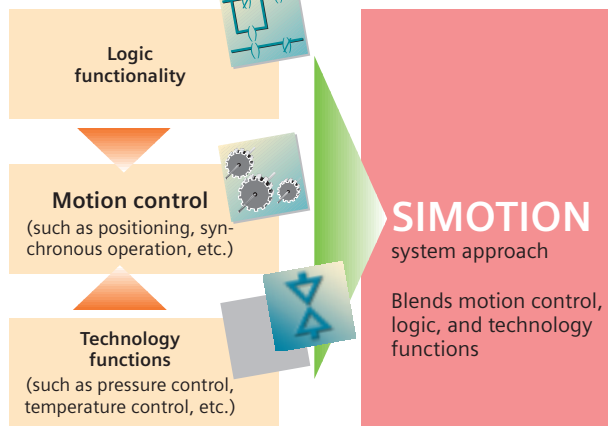 Logic
functionality
Motion control
(such as positioning, syn-
chronous operation, etc.)
Technology
functions
(such as pressure control,
temperature control, etc.)
SIMOTION
system approach
Blends motion control,
logic, and technology
functions